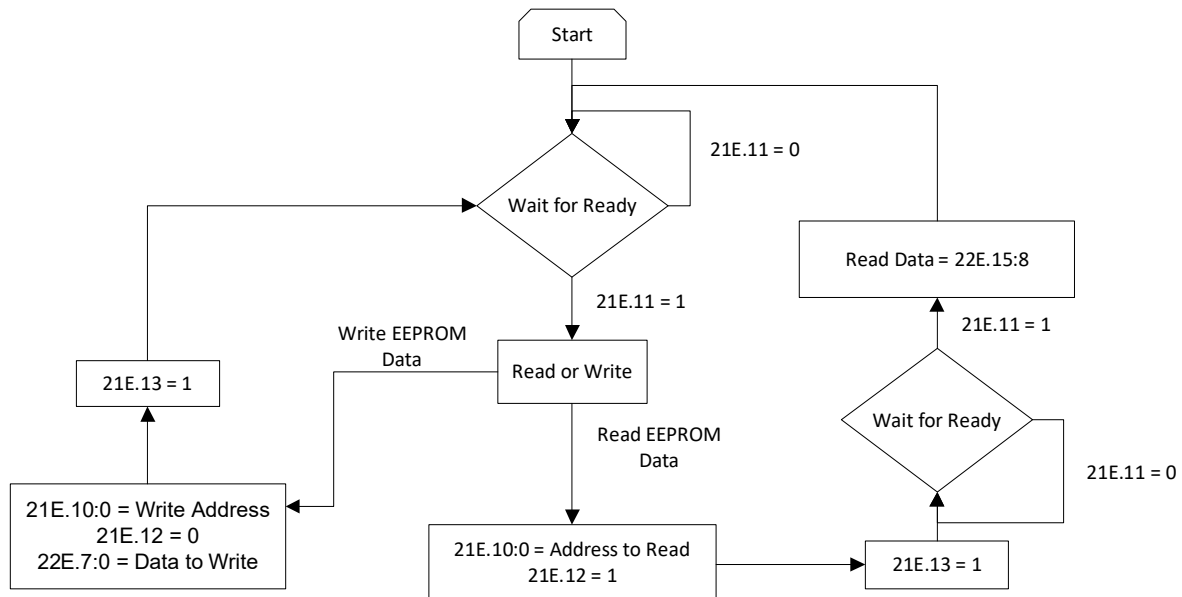 Start
21E.11 = 0
Wait for Ready
Read Data = 22E.15:8
21E.11 = 1
21E.11 = 1
Write EEPROM
Data
21E.13 = 1
Read or Write
Wait for Ready
Read EEPROM
Data
21E.11 = 0
21E.10:0 = Write Address
21E.12 = 0
22E.7:0 = Data to Write
21E.10:0 = Address to Read
21E.12 = 1
21E.13 = 1